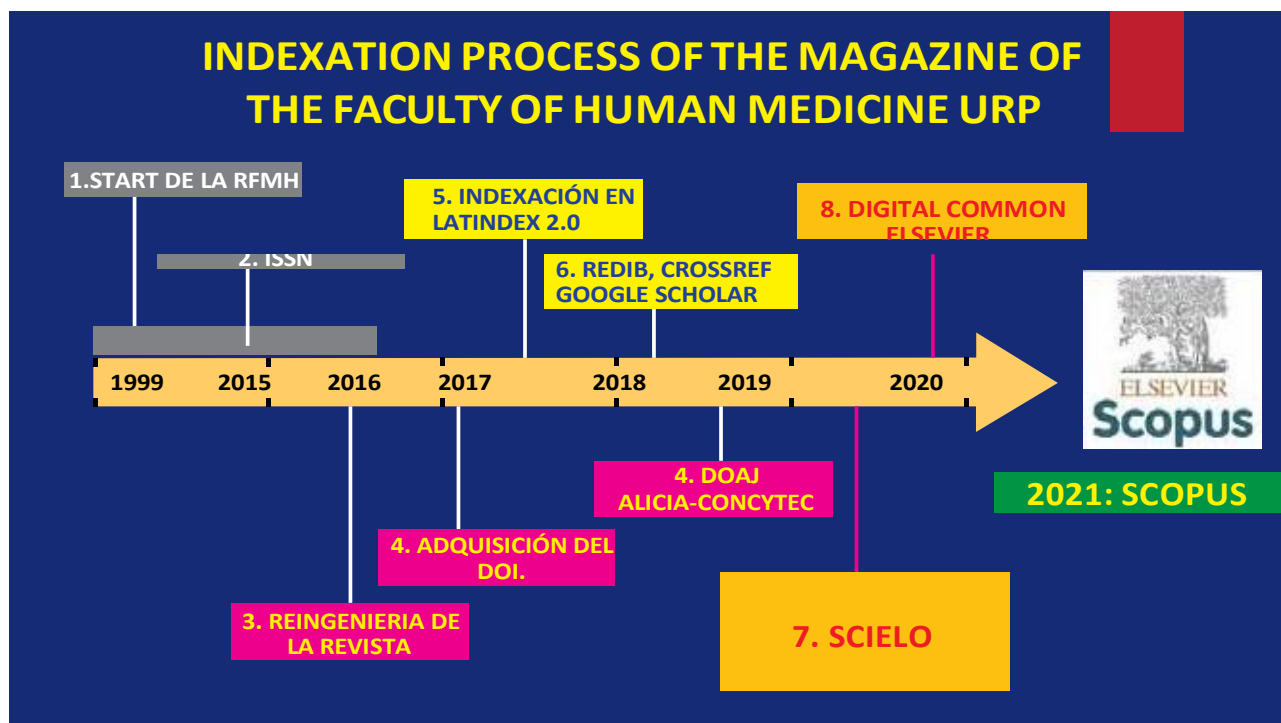 INDEXATION PROCESS OF THE MAGAZINE OF
THE FACULTY OF HUMAN MEDICINE URP
1.START DE LA RFMH
2. ISSN
5. INDEXACIÓN EN
LATINDEX 2.0
6. REDIB, CROSSREF
GOOGLE SCHOLAR
8. DIGITAL COMMON
ELSEVIER
1999 2015 2016 2017 2018 2019 2020
ELSEVIER
Scopus
2021: SCOPUS
4. DOAJ
ALICIA-CONCYTEC
4. ADQUISICIÓN DEL
DOI.
3. REINGENIERIA DE
LA REVISTA
7. SCIELO